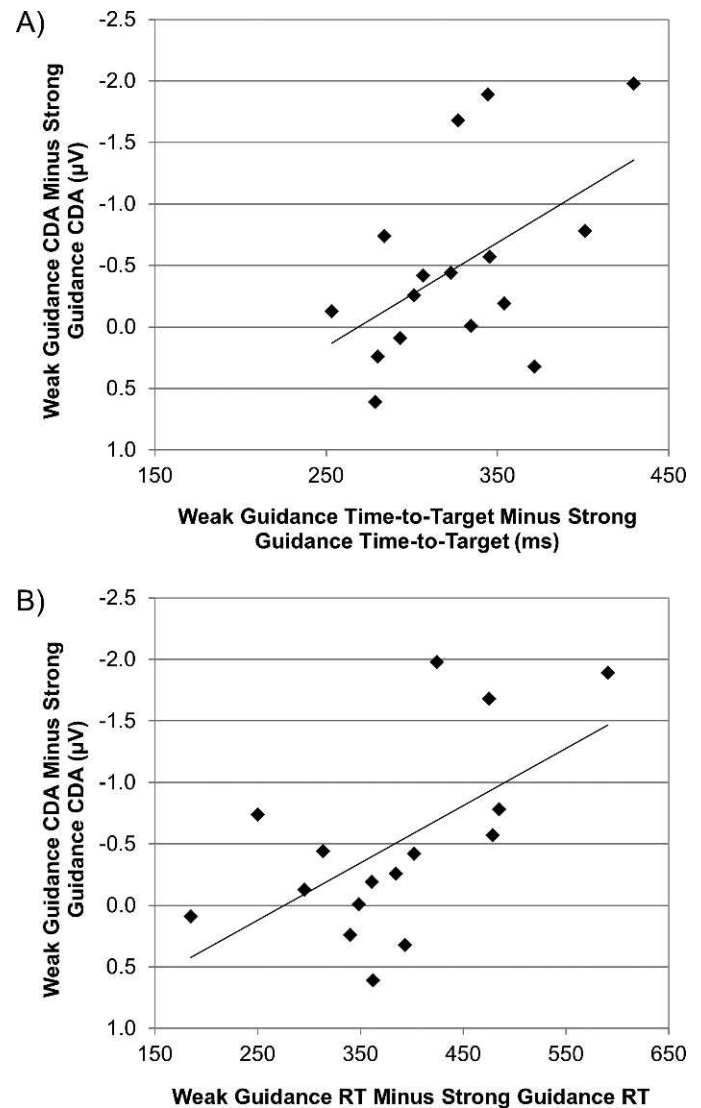 A)
Weak Guidance CDA Minus Strong
Guidance CDA (µV)
-2.5
-2.0
-1.5
-1.0
-0.5
0.0
0.5
1.0
150 250 350 450
Weak Guidance Time-to-Target Minus Strong
Guidance Time-to-Target (ms)
B)
Weak Guidance CDA Minus Strong
Guidance CDA (µV)
-2.5
-2.0
-1.5
-1.0
-0.5
0.0
0.5
1.0
150 250 350 450 550 650
Weak Guidance RT Minus Strong Guidance RT